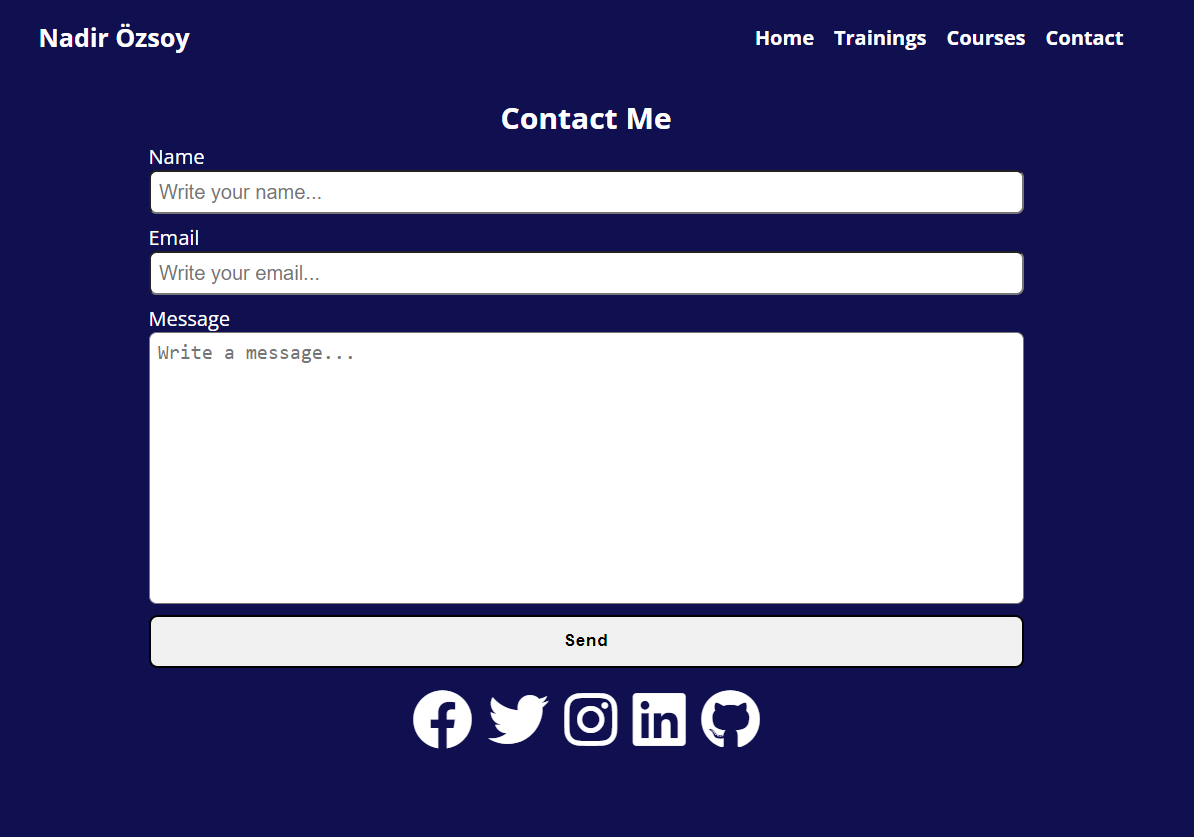 Nadir Özsoy
Home Trainings Courses Contact
Contact Me
Name
Write your name...
Email
Write your email...
Message
Write a message...
Send
in